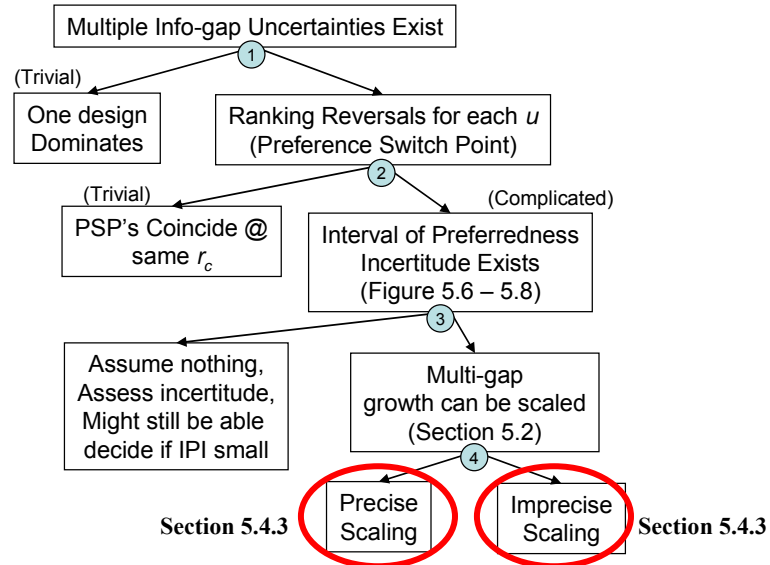 Multiple Info-gap Uncertainties Exist
1
(Trivial)
One design
Dominates
Ranking Reversals for each u
(Preference Switch Point)
2
(Trivial)
(Complicated)
PSP's Coincide @
same rc
Interval of Preferredness
Incertitude Exists
(Figure 5.6 – 5.8)
3
Assume nothing,
Assess incertitude,
Might still be able
decide if IPI small
Multi-gap
growth can be scaled
(Section 5.2)
4
Precise
Scaling
Imprecise
Scaling
Section 5.4.3
Section 5.4.3